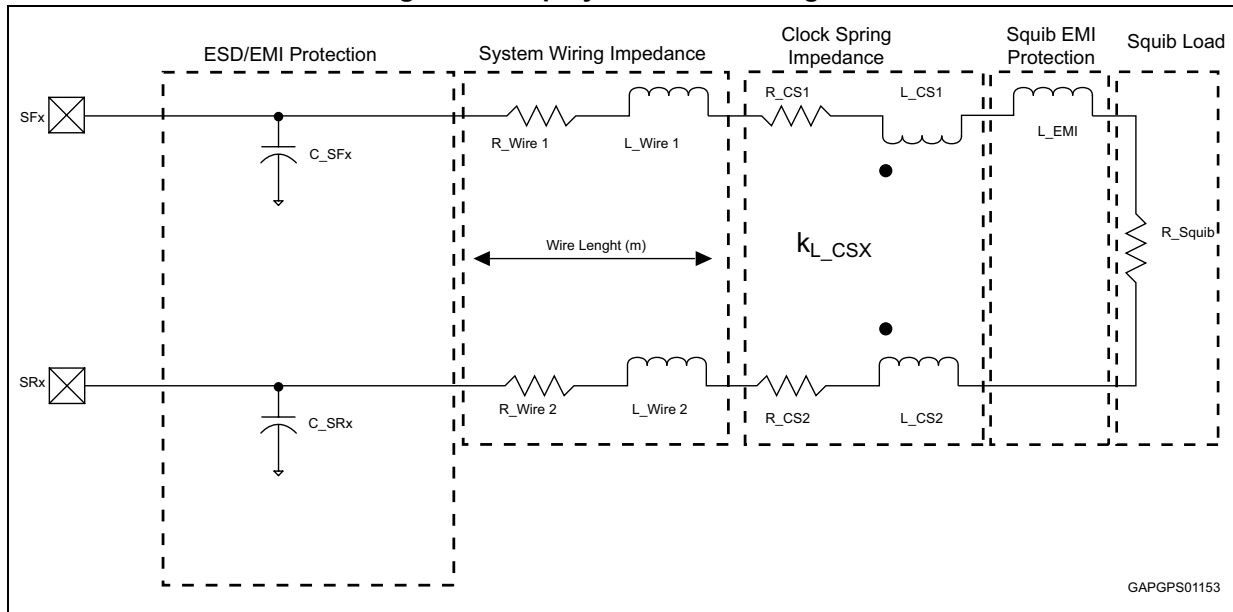 ESD/EMI Protection
System Wiring Impedance
Clock Spring
Impedance
Squib EMI
Protection
Squib Load
SFx
C_SFx
R_Wire 1
L_Wire 1
R_CS1
L_CS1
L_EMI
R_Squib
Wire Lenght (m)
kL_CSX
SRx
C_SRx
R_Wire 2
L_Wire 2
R_CS2
L_CS2
GAPGPS01153